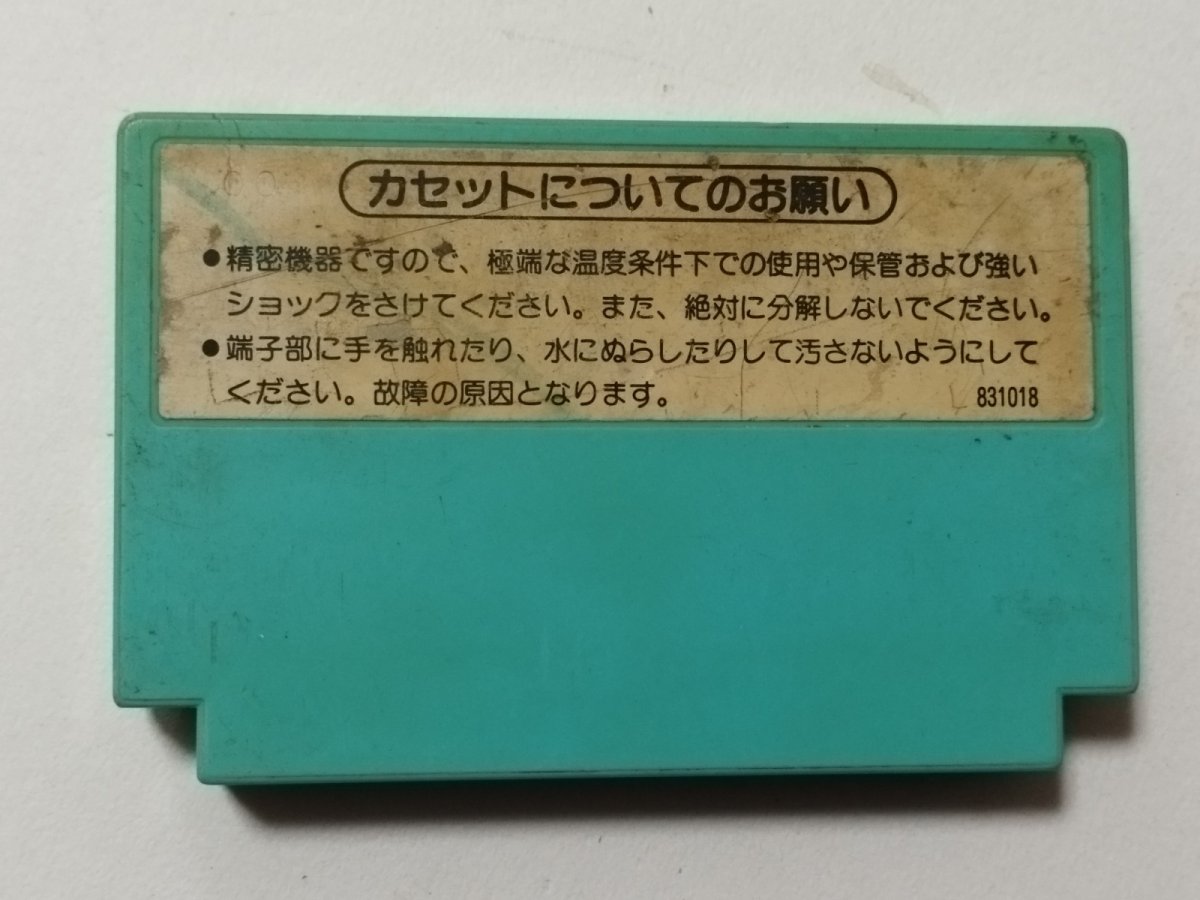 カセットについてのお願い
●精密機器ですので、極端な温度条件下での使用や保管および強い
ショックをさけてください。また、絶対に分解しないでください。
●端子部に手を触れたり、水にぬらしたりして汚さないようにして
ください。故障の原因となります。
831018